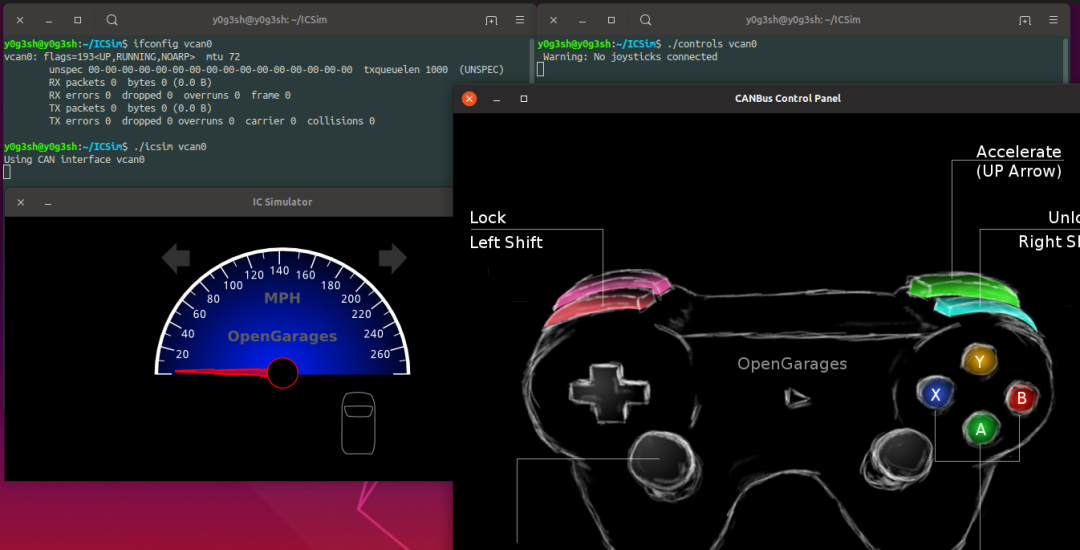 y0g3sh@y0g3sh: ~/ICSim
y0g3sh@y0g3sh:~/ICSim$ ifconfig vcan0
vcan0: flags=193<UP,RUNNING,NOARP>  mtu 72
        unspec 00-00-00-00-00-00-00-00-00-00-00-00-00-00-00-00  txqueuelen 1000  (UNSPEC)
        RX packets 0  bytes 0 (0.0 B)
        RX errors 0  dropped 0  overruns 0  frame 0
        TX packets 0  bytes 0 (0.0 B)
        TX errors 0  dropped 0 overruns 0  carrier 0  collisions 0
y0g3sh@y0g3sh:~/ICSim$ ./icsim vcan0
Using CAN interface vcan0
y0g3sh@y0g3sh: ~/ICSim
y0g3sh@y0g3sh:~/ICSim$ ./controls vcan0
Warning: No joysticks connected
IC Simulator
20
40
60
80
100
120
140
160
180
200
220
240
260
MPH
OpenGarages
CANBus Control Panel
Accelerate
(UP Arrow)
Lock
Left Shift
Unlo
Right S
OpenGarages
Y
X
B
A